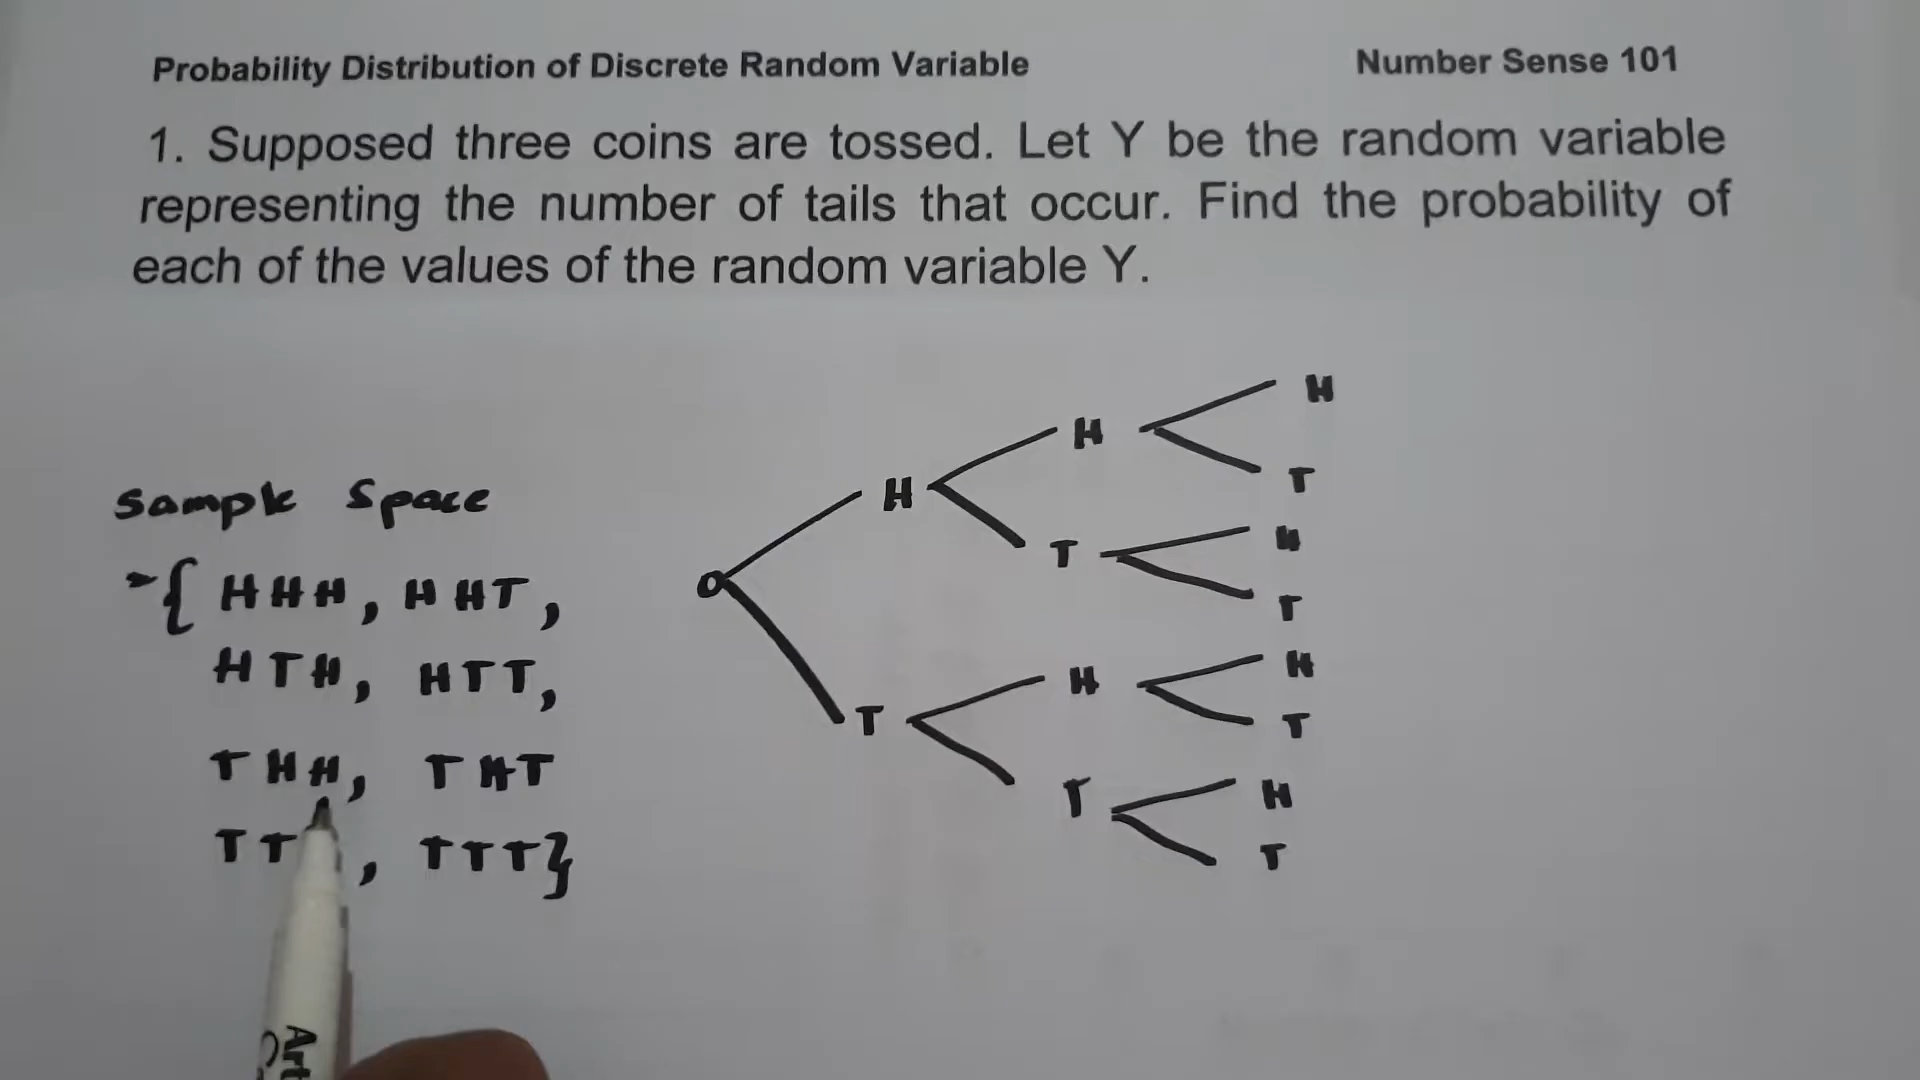 Probability Distribution of Discrete Random Variable
Number Sense 101
1. Supposed three coins are tossed. Let Y be the random variable
representing the number of tails that occur. Find the probability of
each of the values of the random variable Y.
Sample Space
{ HHH, HHT,
HTH, HTT,
THH, THT
TT , TTT}
O
H
T
H
T
H
T
H
T
H
T
H
T
H
T
Art